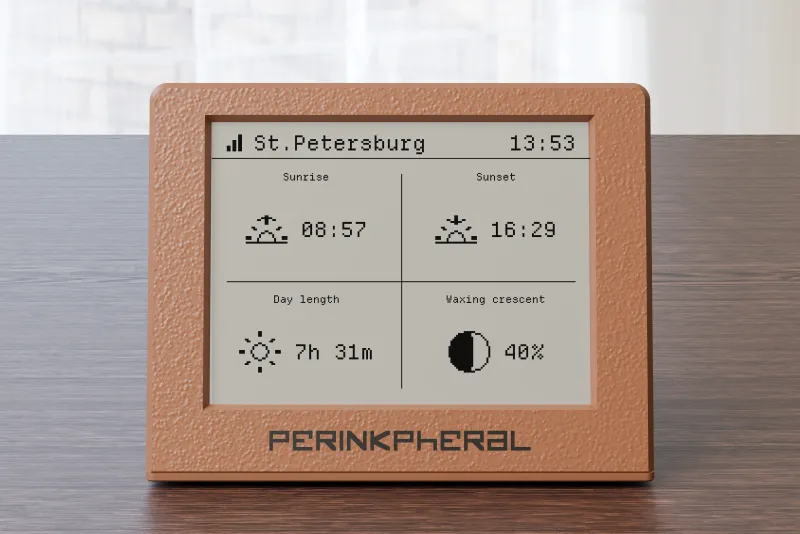 St.Petersburg 13:53
Sunrise
08:57
Sunset
16:29
Day length
7h 31m
Waxing crescent
40%
PERINKPHERAL